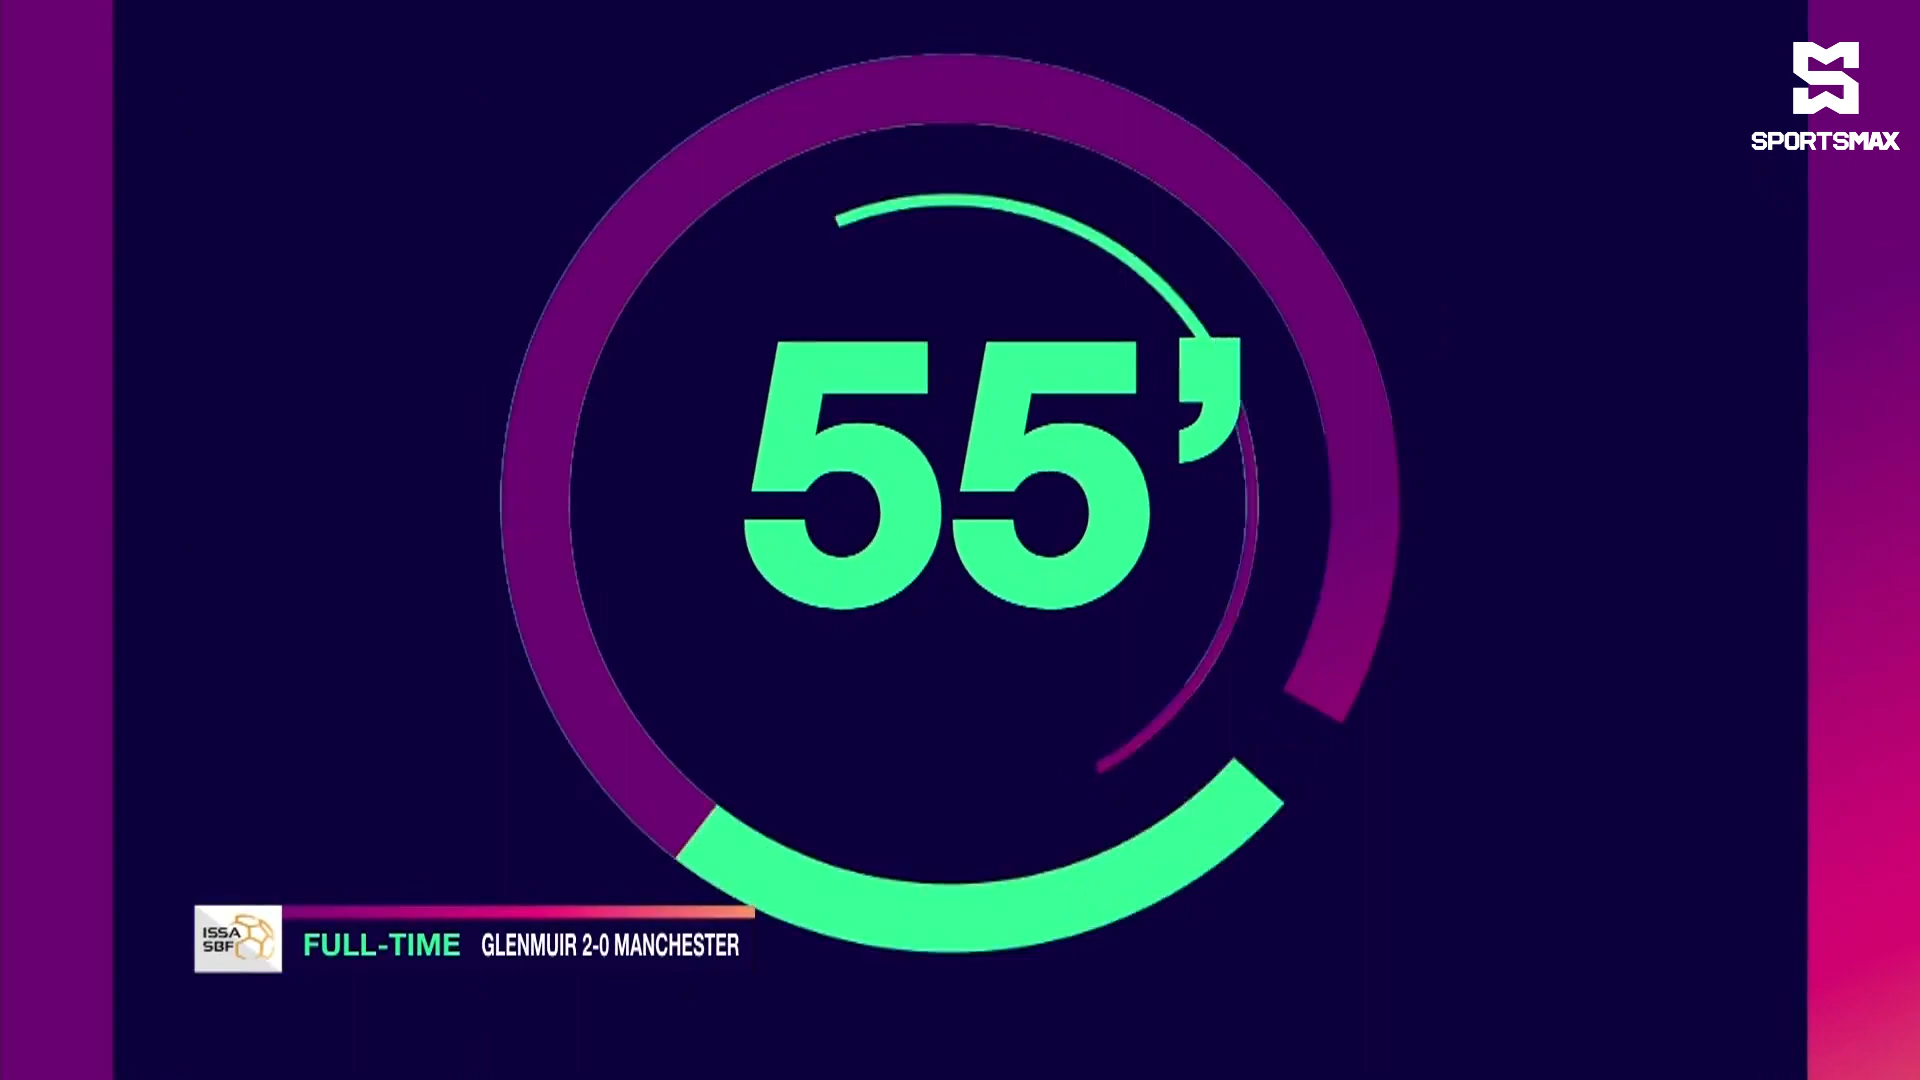 SPORTSMAX
55’
ISSA
SBF
FULL-TIME GLENMUIR 2-0 MANCHESTER